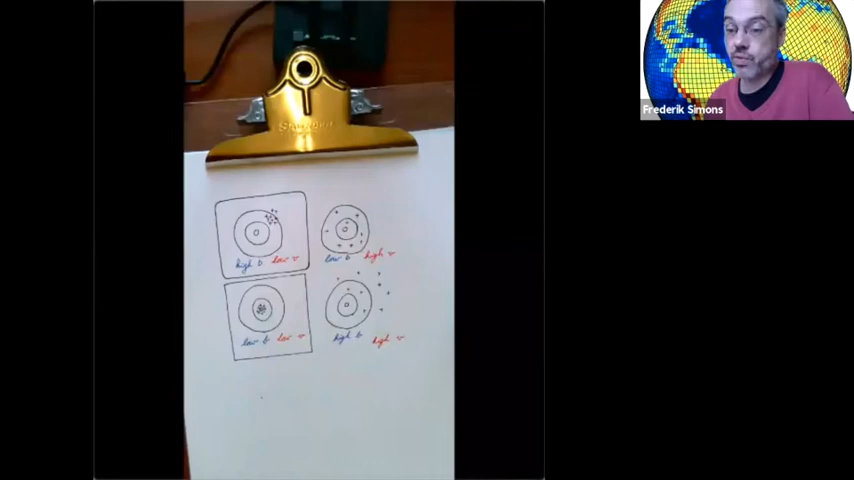 Frederik Simons
high b low v
low b high v
low b low v
high b high v